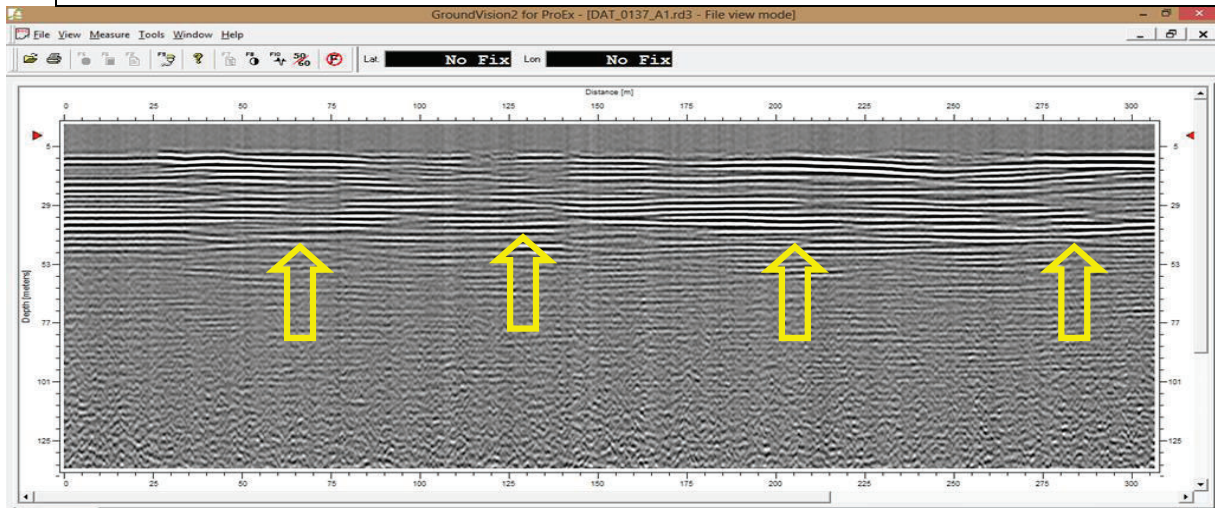 GroundVision2 for ProEx - [DAT_0137_A1.rd3 - File view mode]
File View Measure Tools Window Help
50/60 P Lat. No Fix Lon No Fix
Distance [m]
0 25 50 75 100 125 150 175 200 225 250 275 300
5 5
29 29
53 53
Depth [meters]
77 77
101 101
125 125
0 25 50 75 100 125 150 175 200 225 250 275 300